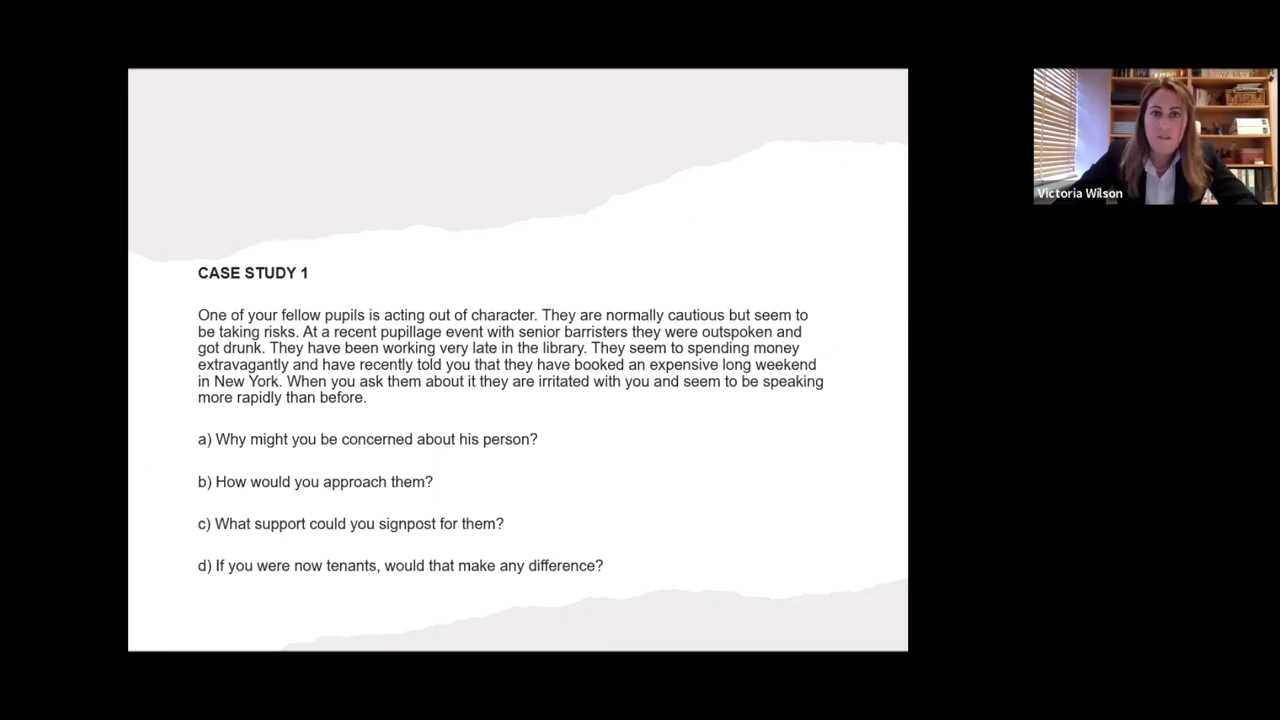 CASE STUDY 1
One of your fellow pupils is acting out of character. They are normally cautious but seem to
be taking risks. At a recent pupillage event with senior barristers they were outspoken and
got drunk. They have been working very late in the library. They seem to spending money
extravagantly and have recently told you that they have booked an expensive long weekend
in New York. When you ask them about it they are irritated with you and seem to be speaking
more rapidly than before.
a) Why might you be concerned about his person?
b) How would you approach them?
c) What support could you signpost for them?
d) If you were now tenants, would that make any difference?
Victoria Wilson